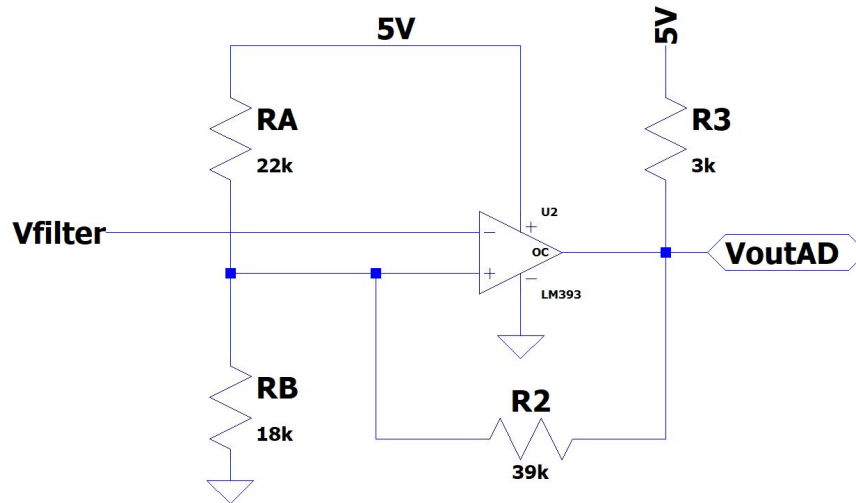 5V
5V
RA
22k
R3
3k
U2
+
Vfilter
-
OC
VoutAD
+
-
LM393
RB
18k
R2
39k